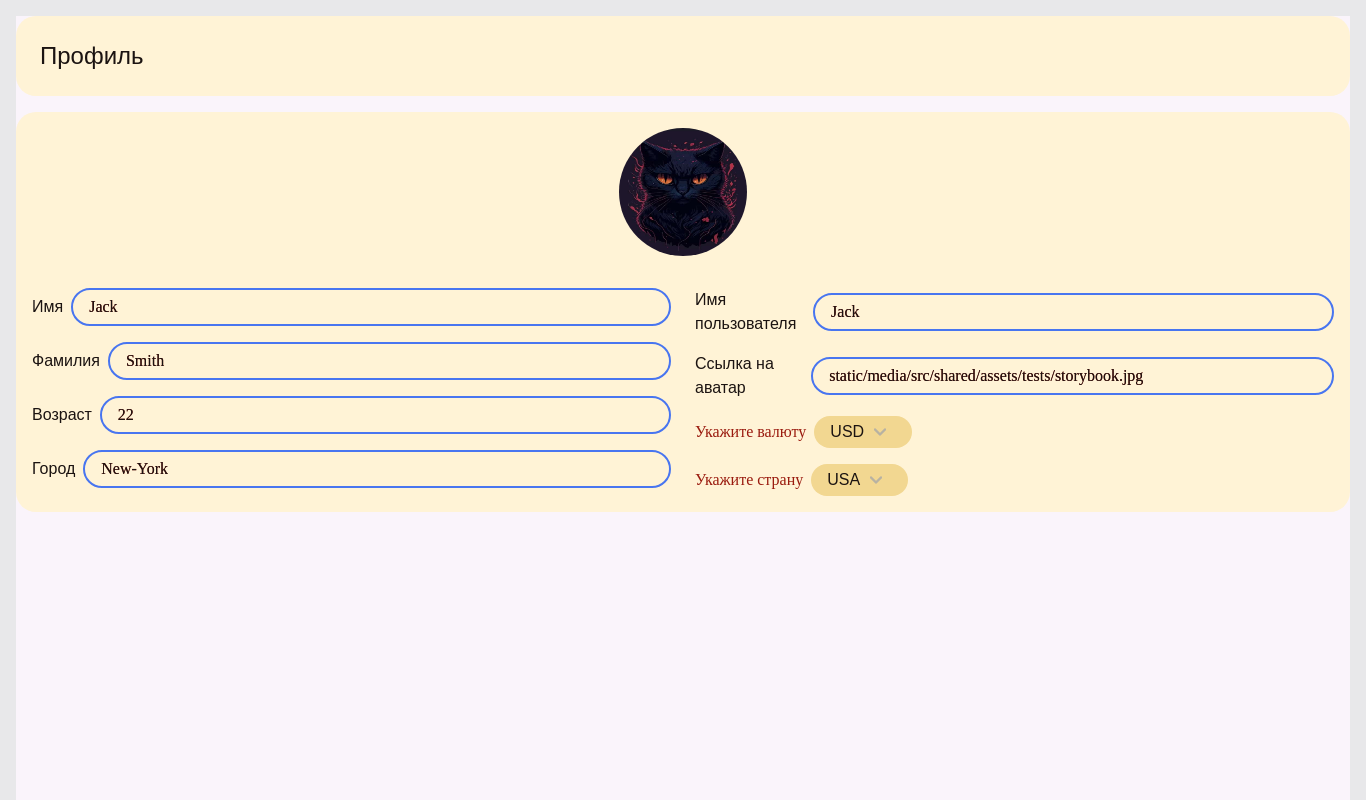 Профиль
Имя
Jack
Фамилия
Smith
Возраст
22
Город
New-York
Имя
пользователя
Jack
Ссылка на
аватар
static/media/src/shared/assets/tests/storybook.jpg
Укажите валюту
USD
Укажите страну
USA